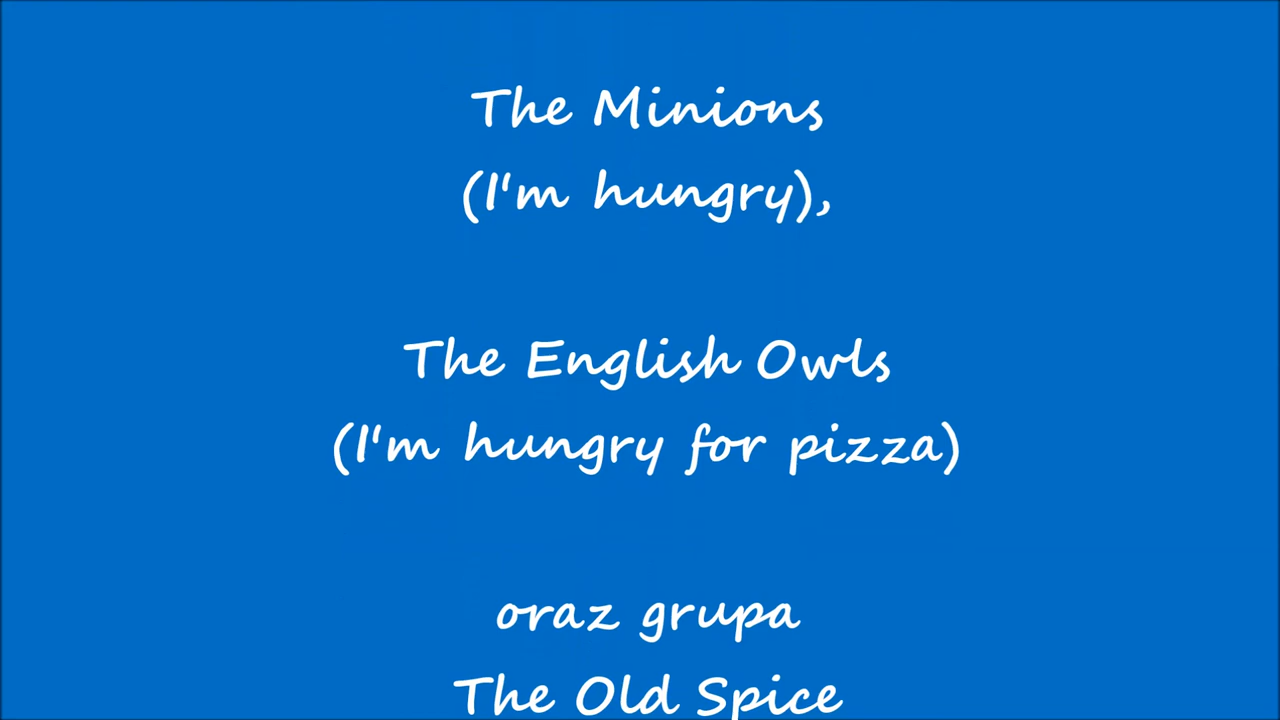 The Minions
(I'm hungry),
The English Owls
(I'm hungry for pizza)
oraz grupa
The Old Spice